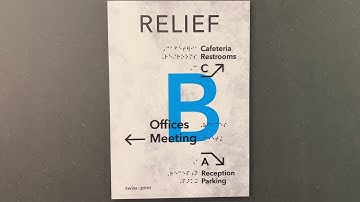 RELIEF
Cafeteria
Restrooms
C
B
Offices
Meeting
A
Reception
Parking
swiss print